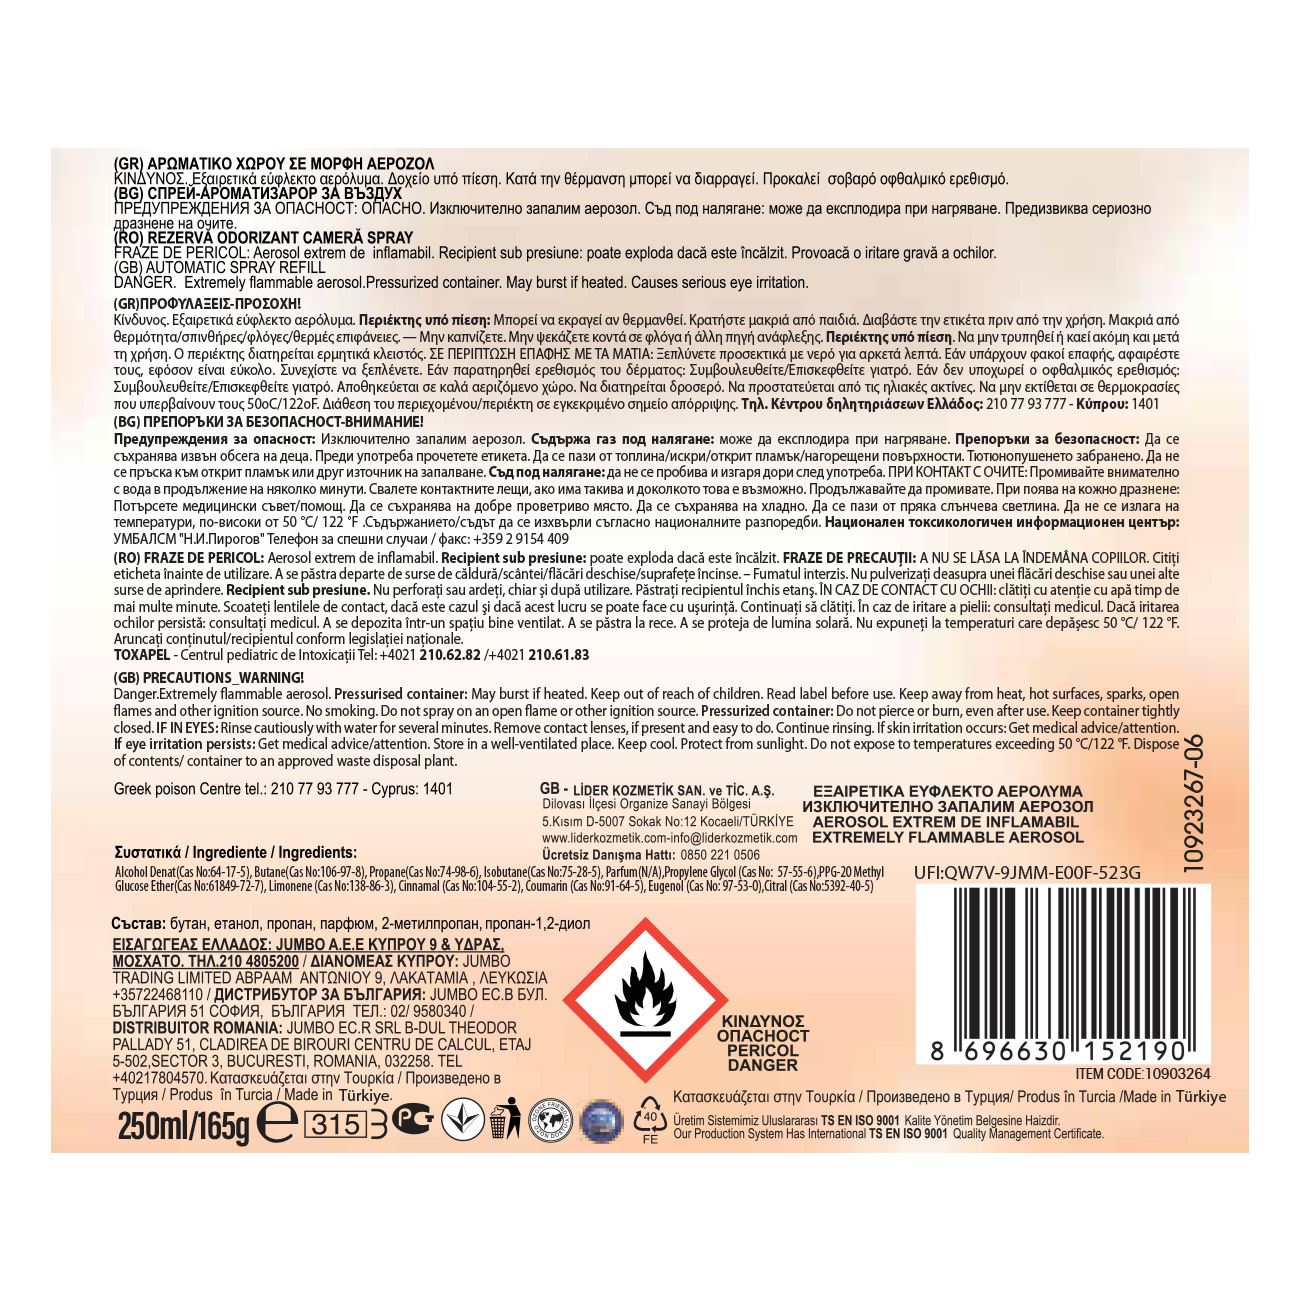 (GR) ΑΡΩΜΑΤΙΚΟ ΧΩΡΟΥ ΣΕ ΜΟΡΦΗ ΑΕΡΟΖΟΛ
ΚΙΝΔΥΝΟΣ. Εξαιρετικά εύφλεκτο αερόλυμα. Δοχείο υπό πίεση. Κατά την θέρμανση μπορεί να διαρραγεί. Προκαλεί σοβαρό οφθαλμικό ερεθισμό.
(BG) СПРЕЙ-АРОМАТИЗАРОР ЗА ВЪЗДУХ
ПРЕДУПРЕЖДЕНИЯ ЗА ОПАСНОСТ: ОПАСНО. Изключително запалим аерозол. Съд под налягане: може да експлодира при нагряване. Предизвиква сериозно
дразнене на очите.
(RO) REZERVĂ ODORIZANT CAMERĂ SPRAY
FRAZE DE PERICOL: Aerosol extrem de inflamabil. Recipient sub presiune: poate exploda dacă este încălzit. Provoacă o iritare gravă a ochilor.
(GB) AUTOMATIC SPRAY REFILL
DANGER. Extremely flammable aerosol.Pressurized container. May burst if heated. Causes serious eye irritation.
(GR)ΠΡΟΦΥΛΑΞΕΙΣ-ΠΡΟΣΟΧΗ!
Κίνδυνος. Εξαιρετικά εύφλεκτο αερόλυμα. Περιέκτης υπό πίεση: Μπορεί να εκραγεί αν θερμανθεί. Κρατήστε μακριά από παιδιά. Διαβάστε την ετικέτα πριν από την χρήση. Μακριά από
θερμότητα/σπινθήρες/φλόγες/θερμές επιφάνειες. — Μην καπνίζετε. Μην ψεκάζετε κοντά σε φλόγα ή άλλη πηγή ανάφλεξης. Περιέκτης υπό πίεση. Να μην τρυπηθεί ή καεί ακόμη και μετά
τη χρήση. Ο περιέκτης διατηρείται ερμητικά κλειστός. ΣΕ ΠΕΡΙΠΤΩΣΗ ΕΠΑΦΗΣ ΜΕ ΤΑ ΜΑΤΙΑ: Ξεπλύνετε προσεκτικά με νερό για αρκετά λεπτά. Εάν υπάρχουν φακοί επαφής, αφαιρέστε
τους, εφόσον είναι εύκολο. Συνεχίστε να ξεπλένετε. Εάν παρατηρηθεί ερεθισμός του δέρματος: Συμβουλευθείτε/Επισκεφθείτε γιατρό. Εάν δεν υποχωρεί ο οφθαλμικός ερεθισμός:
Συμβουλευθείτε/Επισκεφθείτε γιατρό. Αποθηκεύεται σε καλά αεριζόμενο χώρο. Να διατηρείται δροσερό. Να προστατεύεται από τις ηλιακές ακτίνες. Να μην εκτίθεται σε θερμοκρασίες
που υπερβαίνουν τους 50οC/122oF. Διάθεση του περιεχομένου/περιέκτη σε εγκεκριμένο σημείο απόρριψης. Τηλ. Κέντρου δηλητηριάσεων Ελλάδος: 210 77 93 777 - Κύπρου: 1401
(BG) ПРЕПОРЪКИ ЗА БЕЗОПАСНОСТ-ВНИМАНИЕ!
Предупреждения за опасност: Изключително запалим аерозол. Съдържа газ под налягане: може да експлодира при нагряване. Препоръки за безопасност: Да се
съхранява извън обсега на деца. Преди употреба прочетете етикета. Да се пази от топлина/искри/открит пламък/нагорещени повърхности. Тютюнопушенето забранено. Да не
се пръска към открит пламък или друг източник на запалване. Съд под налягане: да не се пробива и изгаря дори след употреба. ПРИ КОНТАКТ С ОЧИТЕ: Промивайте внимателно
с вода в продължение на няколко минути. Свалете контактните лещи, ако има такива и доколкото това е възможно. Продължавайте да промивате. При поява на кожно дразнене:
Потърсете медицински съвет/помощ. Да се съхранява на добре проветриво място. Да се съхранява на хладно. Да се пази от пряка слънчева светлина. Да не се излага на
температури, по-високи от 50 °C/ 122 °F .Съдържанието/съдът да се изхвърли съгласно националните разпоредби. Национален токсикологичен информационен център:
УМБАЛСМ "Н.И.Пирогов" Телефон за спешни случаи / факс: +359 2 9154 409
(RO) FRAZE DE PERICOL: Aerosol extrem de inflamabil. Recipient sub presiune: poate exploda dacă este încălzit. FRAZE DE PRECAUȚII: A NU SE LĂSA LA ÎNDEMÂNA COPIILOR. Citiți
eticheta înainte de utilizare. A se păstra departe de surse de căldură/scântei/flăcări deschise/suprafețe încinse. – Fumatul interzis. Nu pulverizați deasupra unei flăcări deschise sau unei alte
surse de aprindere. Recipient sub presiune. Nu perforați sau ardeți, chiar și după utilizare. Păstrați recipientul închis etanș. ÎN CAZ DE CONTACT CU OCHII: clătiți cu atenție cu apă timp de
mai multe minute. Scoateți lentilele de contact, dacă este cazul și dacă acest lucru se poate face cu ușurință. Continuați să clătiți. În caz de iritare a pielii: consultați medicul. Dacă iritarea
ochilor persistă: consultați medicul. A se depozita într-un spațiu bine ventilat. A se păstra la rece. A se proteja de lumina solară. Nu expuneți la temperaturi care depășesc 50 °C/ 122 °F.
Aruncați conținutul/recipientul conform legislației naționale.
TOXAPEL - Centrul pediatric de Intoxicații Tel: +4021 210.62.82 /+4021 210.61.83
(GB) PRECAUTIONS_WARNING!
Danger.Extremely flammable aerosol. Pressurised container: May burst if heated. Keep out of reach of children. Read label before use. Keep away from heat, hot surfaces, sparks, open
flames and other ignition source. No smoking. Do not spray on an open flame or other ignition source. Pressurized container: Do not pierce or burn, even after use. Keep container tightly
closed. IF IN EYES: Rinse cautiously with water for several minutes. Remove contact lenses, if present and easy to do. Continue rinsing. If skin irritation occurs: Get medical advice/attention.
If eye irritation persists: Get medical advice/attention. Store in a well-ventilated place. Keep cool. Protect from sunlight. Do not expose to temperatures exceeding 50 °C/122 °F. Dispose
of contents/ container to an approved waste disposal plant.
10923267-06
Greek poison Centre tel.: 210 77 93 777 - Cyprus: 1401
GB - LİDER KOZMETİK SAN. ve TİC. A.Ş.
Dilovası İlçesi Organize Sanayi Bölgesi
5.Kısım D-5007 Sokak No:12 Kocaeli/TÜRKİYE
www.liderkozmetik.com-info@liderkozmetik.com
Ücretsiz Danışma Hattı: 0850 221 0506
ΕΞΑΙΡΕΤΙΚΑ ΕΥΦΛΕΚΤΟ ΑΕΡΟΛΥΜΑ
ИЗКЛЮЧИТЕЛНО ЗАПАЛИМ АЕРОЗОЛ
AEROSOL EXTREM DE INFLAMABIL
EXTREMELY FLAMMABLE AEROSOL
Συστατικά / Ingrediente / Ingredients:
Alcohol Denat(Cas No:64-17-5), Butane(Cas No:106-97-8), Propane(Cas No:74-98-6), Isobutane(Cas No:75-28-5), Parfum(N/A),Propylene Glycol (Cas No: 57-55-6),PPG-20 Methyl
Glucose Ether(Cas No:61849-72-7), Limonene (Cas No:138-86-3), Cinnamal (Cas No:104-55-2), Coumarin (Cas No:91-64-5), Eugenol (Cas No: 97-53-0),Citral (Cas No:5392-40-5)
UFI:QW7V-9JMM-E00F-523G
Състав: бутан, етанол, пропан, парфюм, 2-метилпропан, пропан-1,2-диол
ΕΙΣΑΓΩΓΕΑΣ ΕΛΛΑΔΟΣ: JUMBO A.E.E ΚΥΠΡΟΥ 9 & ΥΔΡΑΣ,
ΜΟΣΧΑΤΟ. ΤΗΛ.210 4805200 / ΔΙΑΝΟΜΕΑΣ ΚΥΠΡΟΥ: JUMBO
TRADING LIMITED ΑΒΡΑΑΜ ΑΝΤΩΝΙΟΥ 9, ΛΑΚΑΤΑΜΙΑ , ΛΕΥΚΩΣΙΑ
+35722468110 / ДИСТРИБУТОР ЗА БЪЛГАРИЯ: JUMBO EC.B БУЛ.
БЪЛГАРИЯ 51 СОФИЯ, БЪЛГАРИЯ ТЕЛ.: 02/ 9580340 /
DISTRIBUITOR ROMANIA: JUMBO EC.R SRL B-DUL THEODOR
PALLADY 51, CLADIREA DE BIROURI CENTRU DE CALCUL, ETAJ
5-502,SECTOR 3, BUCURESTI, ROMANIA, 032258. TEL
+40217804570. Κατασκευάζεται στην Τουρκία / Произведено в
Турция / Produs în Turcia / Made in Türkiye.
ΚΙΝΔΥΝΟΣ
ОПАСНОСТ
PERICOL
DANGER
8 696630 152190
ITEM CODE:10903264
Κατασκευάζεται στην Τουρκία / Произведено в Турция/ Produs în Turcia /Made in Türkiye
250ml/165g
315
40
FE
Üretim Sistemimiz Uluslararası TS EN ISO 9001 Kalite Yönetim Belgesine Haizdir.
Our Production System Has International TS EN ISO 9001 Quality Management Certificate.